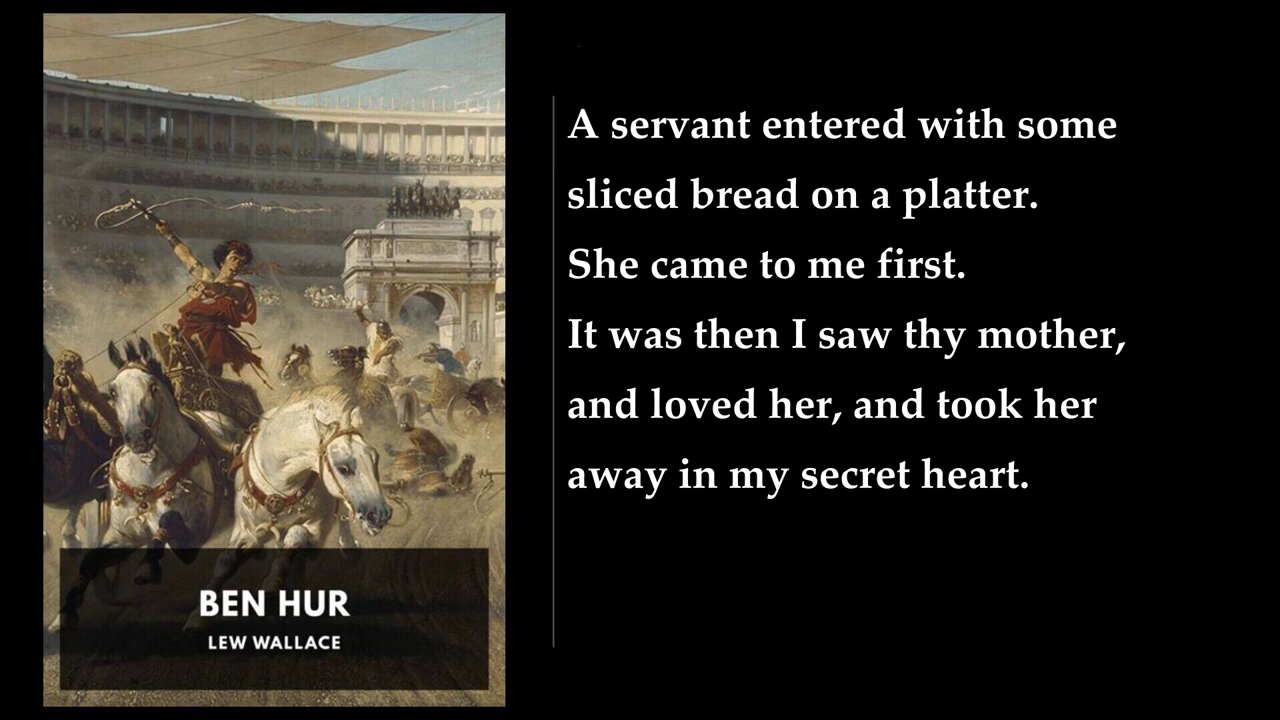 BEN HUR
LEW WALLACE
A servant entered with some
sliced bread on a platter.
She came to me first.
It was then I saw thy mother,
and loved her, and took her
away in my secret heart.